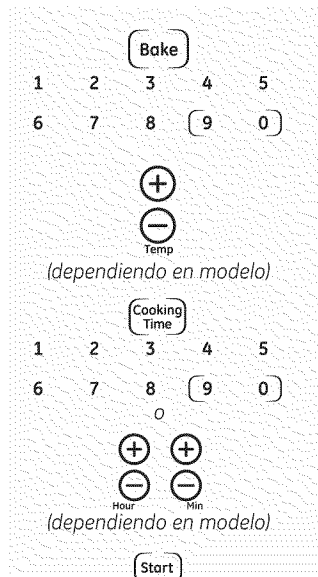 Bake
1 2 3 4 5
6 7 8 9 0
+
−
Temp
(dependiendo en modelo)
Cooking
Time
1 2 3 4 5
6 7 8 9 0
o
+ +
− −
Hour Min
(dependiendo en modelo)
Start